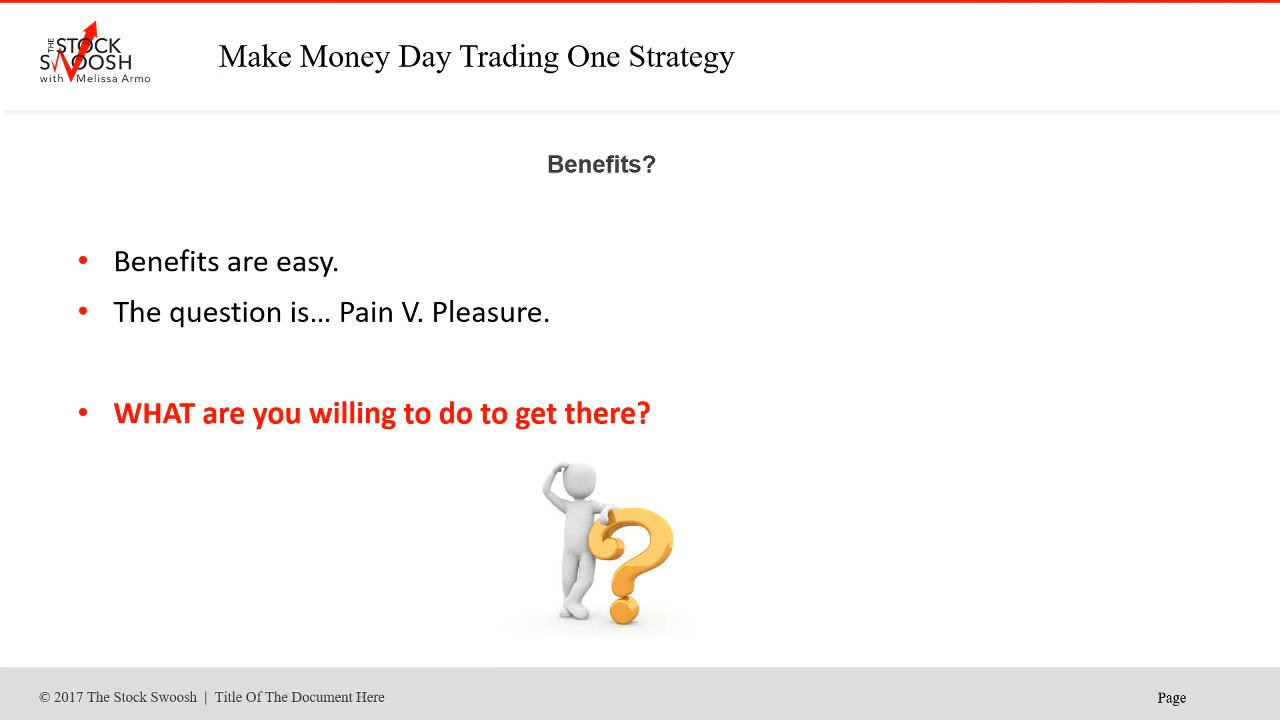 THE STOCK
SWOOSH
with Melissa Armo
Make Money Day Trading One Strategy
Benefits?
• Benefits are easy.
• The question is... Pain V. Pleasure.
• WHAT are you willing to do to get there?
© 2017 The Stock Swoosh | Title Of The Document Here
Page